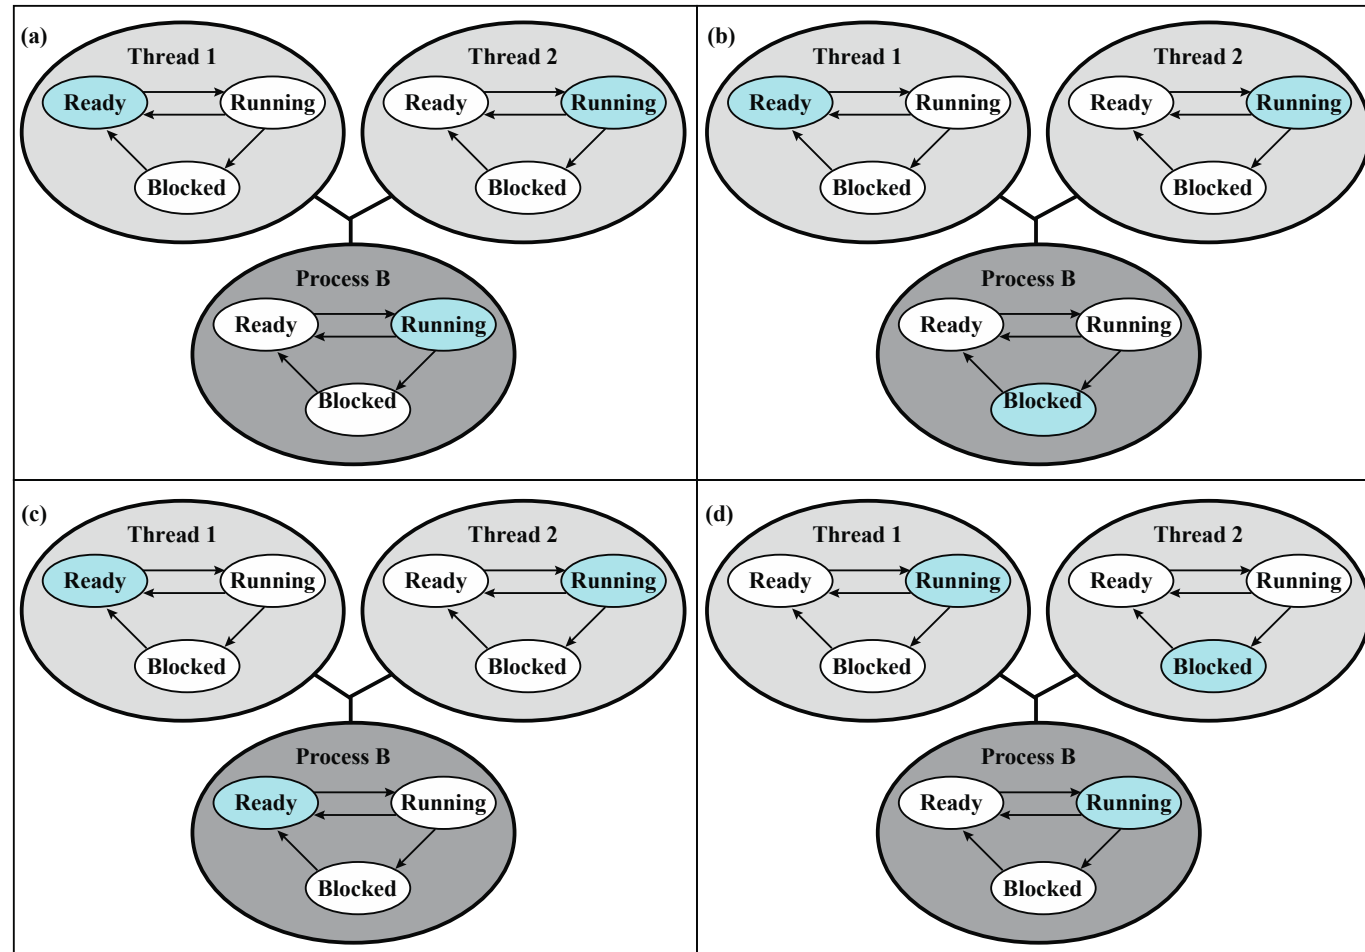 (a)
Thread 1
Ready Running
Blocked
Thread 2
Ready Running
Blocked
Process B
Ready Running
Blocked
(b)
Thread 1
Ready Running
Blocked
Thread 2
Ready Running
Blocked
Process B
Ready Running
Blocked
(c)
Thread 1
Ready Running
Blocked
Thread 2
Ready Running
Blocked
Process B
Ready Running
Blocked
(d)
Thread 1
Ready Running
Blocked
Thread 2
Ready Running
Blocked
Process B
Ready Running
Blocked